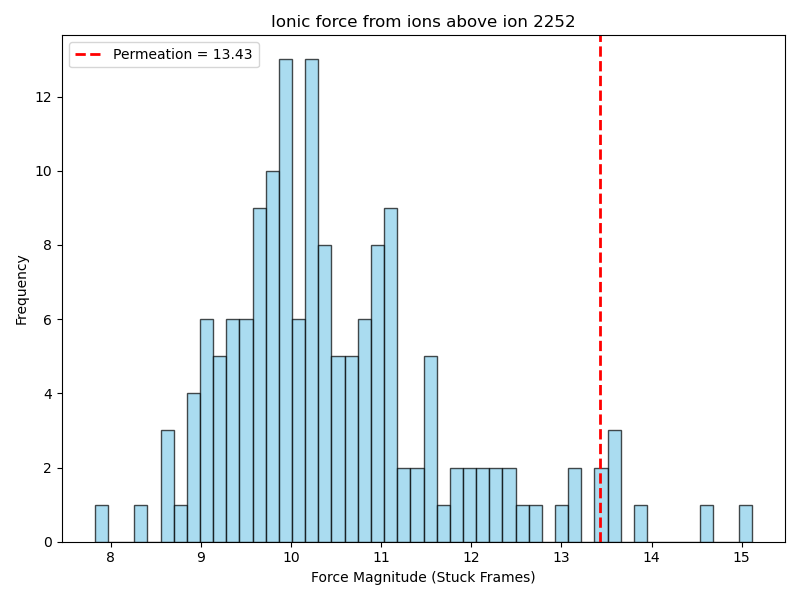 Ionic force from ions above ion 2252
Permeation = 13.43
12
10
8
6
4
2
0
Frequency
8 9 10 11 12 13 14 15
Force Magnitude (Stuck Frames)